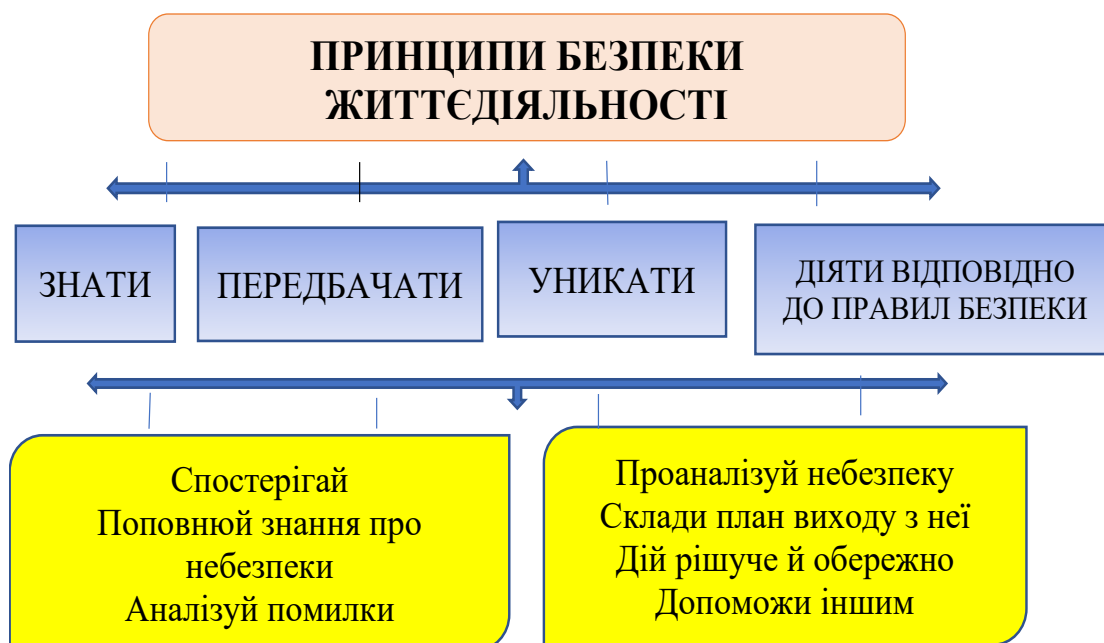 ПРИНЦИПИ БЕЗПЕКИ
ЖИТТЄДІЯЛЬНОСТІ
ЗНАТИ
ПЕРЕДБАЧАТИ
УНИКАТИ
ДІЯТИ ВІДПОВІДНО
ДО ПРАВИЛ БЕЗПЕКИ
Спостерігай
Поповнюй знання про
небезпеки
Аналізуй помилки
Проаналізуй небезпеку
Склади план виходу з неї
Дій рішуче й обережно
Допоможи іншим